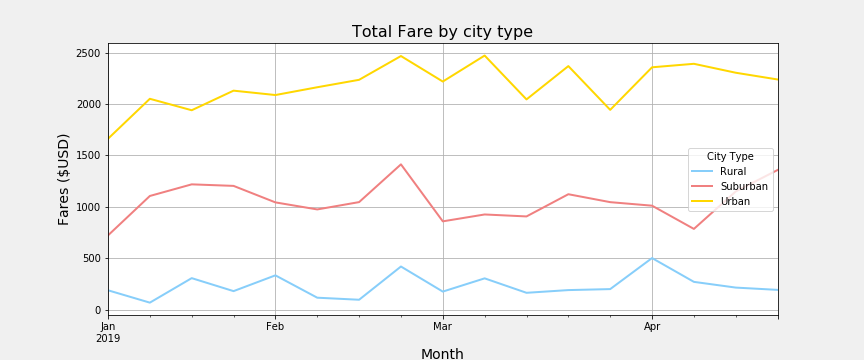 Total Fare by city type
Fares ($USD)
2500
2000
1500
1000
500
0
City Type
Rural
Suburban
Urban
Jan Feb Mar Apr
2019
Month